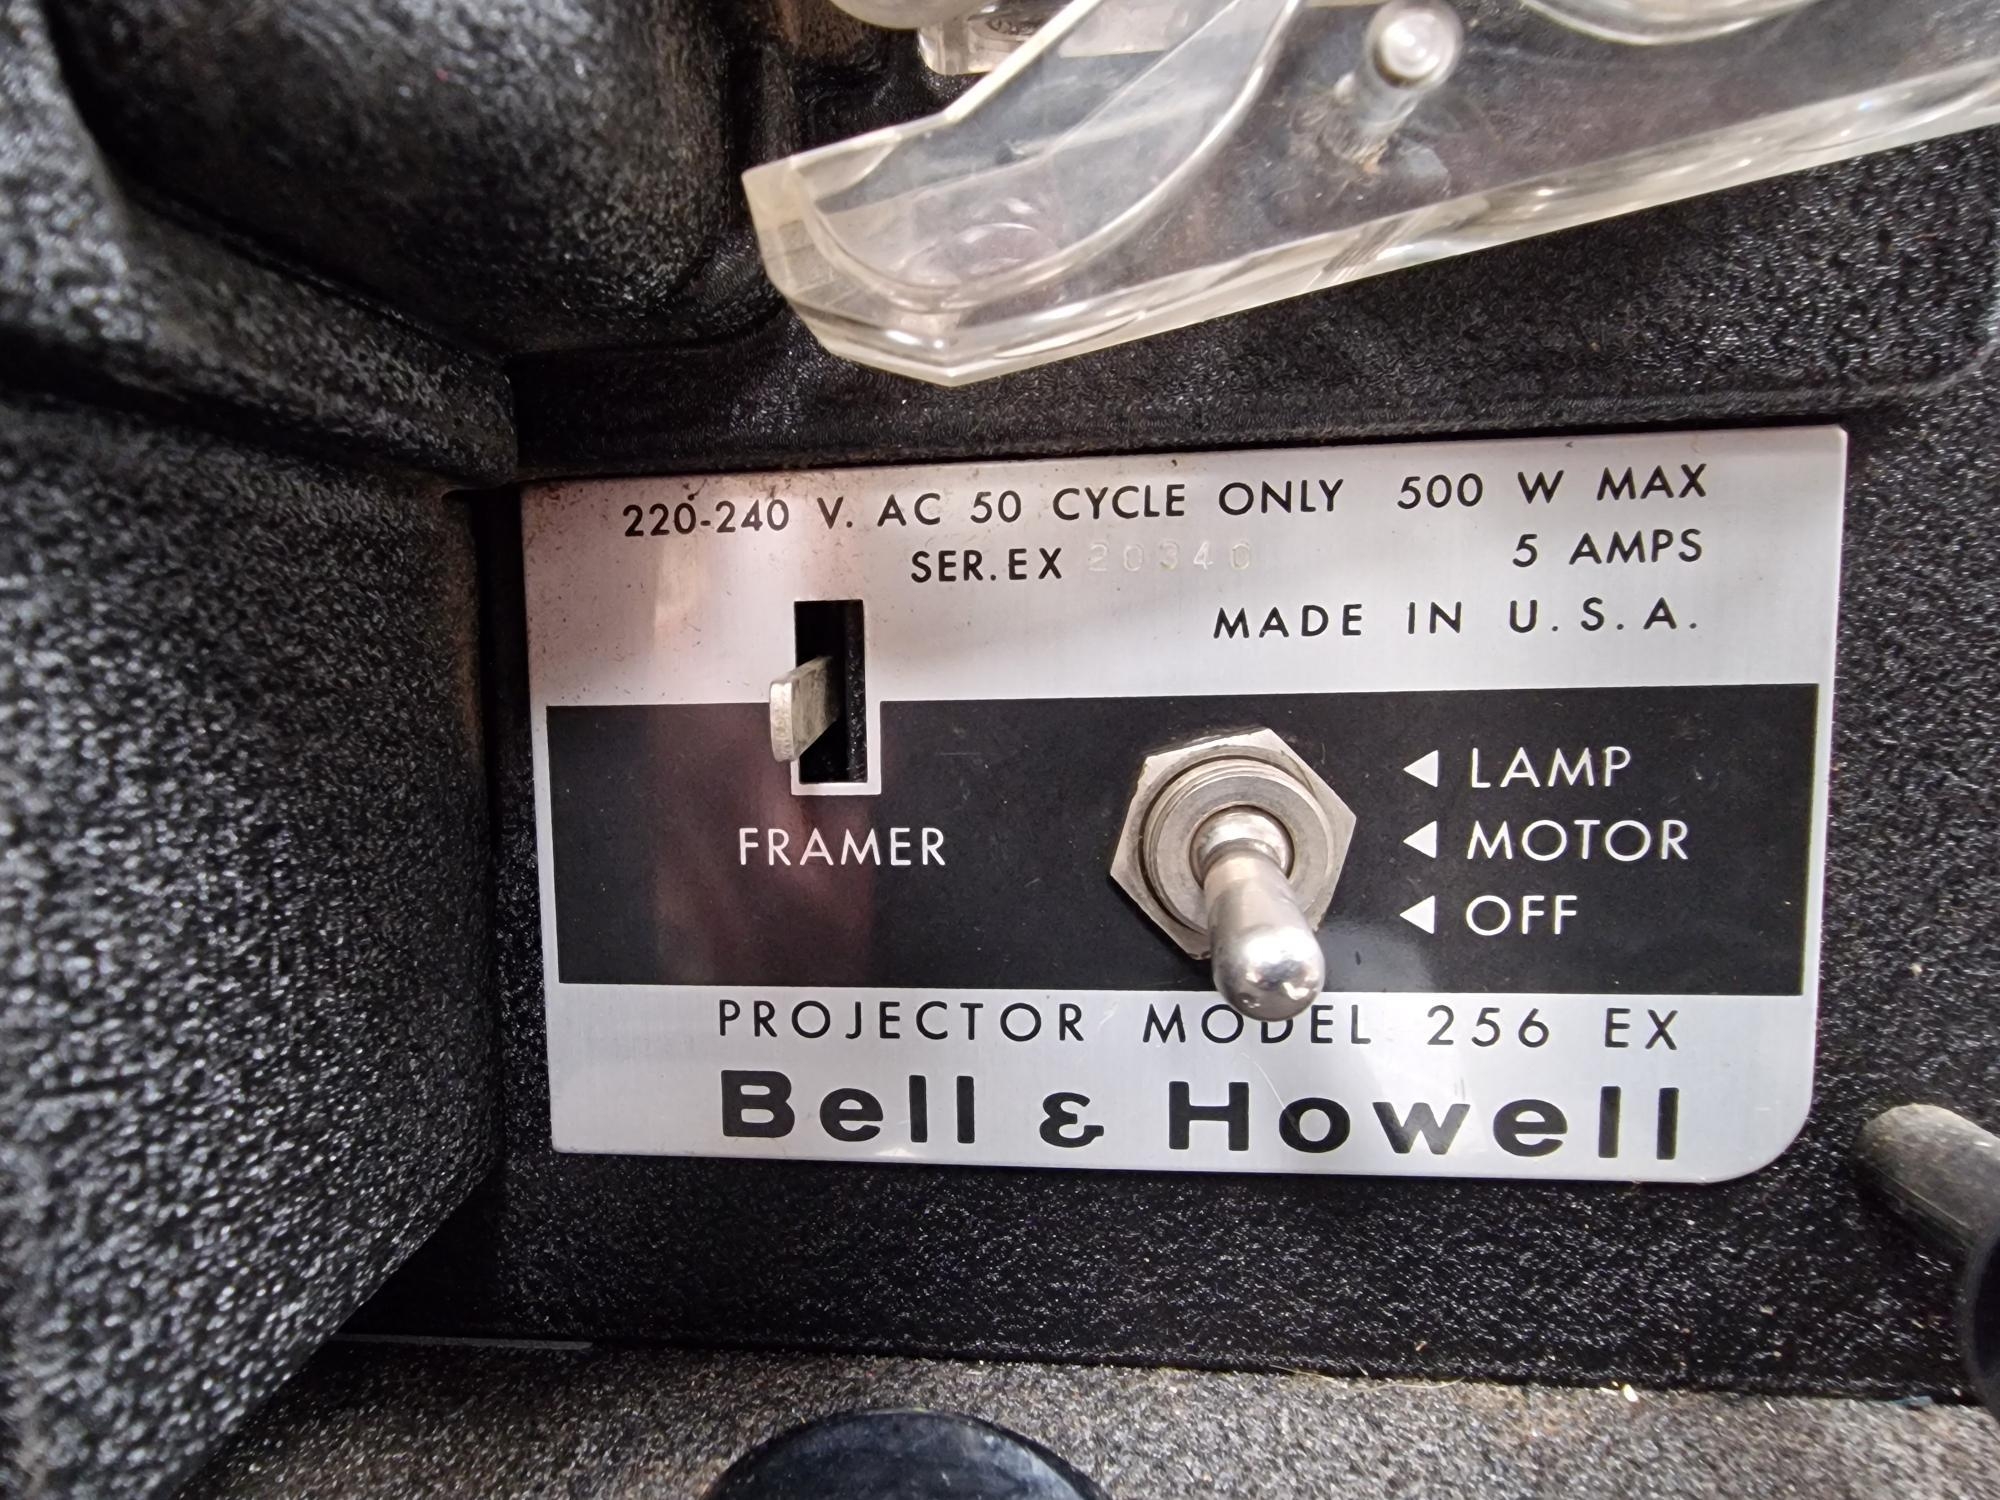 220-240 V. AC 50 CYCLE ONLY 500 W MAX
SER.EX 20340 5 AMPS
MADE IN U.S.A.
LAMP
MOTOR
FRAMER
OFF
PROJECTOR MODEL 256 EX
Bell & Howell